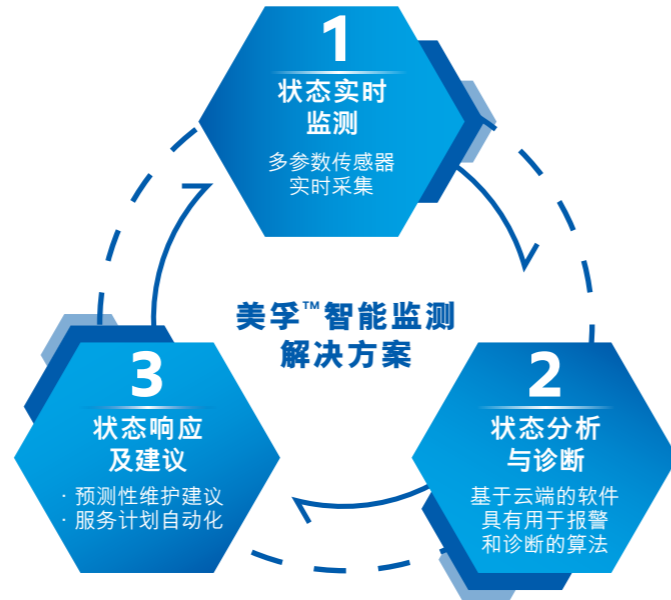 1
状态实时
监测
多参数传感器
实时采集
美孚™智能监测
解决方案
2
状态分析
与诊断
基于云端的软件
具有用于报警
和诊断的算法
3
状态响应
及建议
· 预测性维护建议
· 服务计划自动化